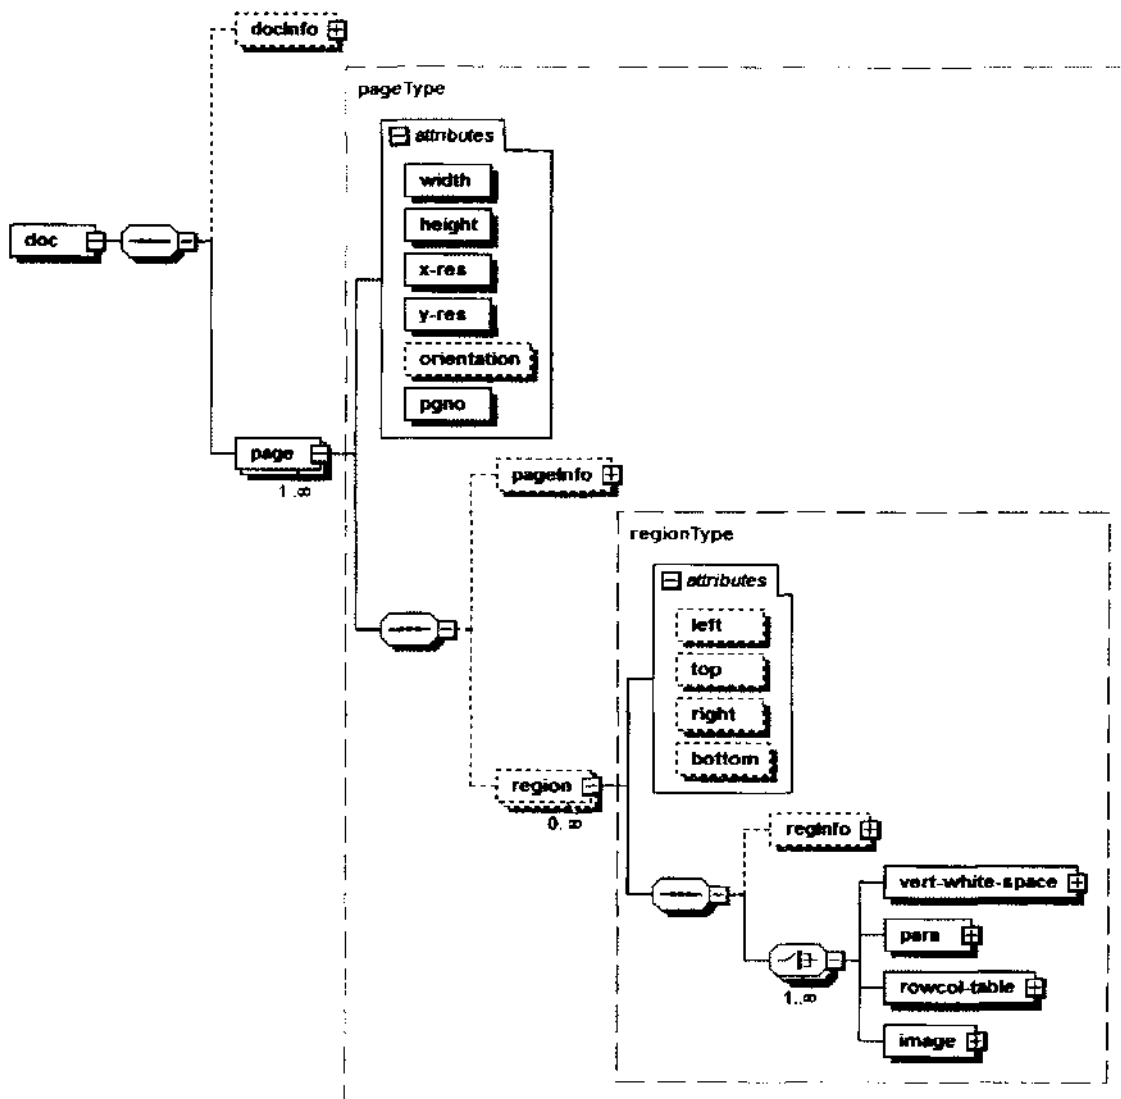 docInfo
pageType
attributes
width
height
doc
x-res
y-res
orientation
pgno
page
1..∞
pageInfo
regionType
attributes
left
top
right
bottom
region
0..∞
regInfo
vert-white-space
para
rowcol-table
1..∞
image